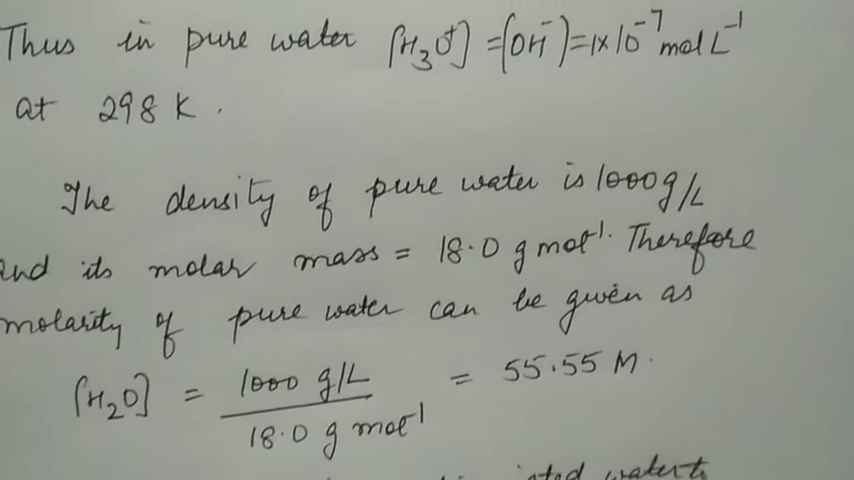 Thus in pure water [H₃O⁺] = [OH⁻] = 1×10⁻⁷ mol L⁻¹
at 298 K.
The density of pure water is 1000 g/L
and its molar mass = 18.0 g mol⁻¹. Therefore
molarity of pure water can be given as
[H₂O] = 1000 g/L / 18.0 g mol⁻¹ = 55.55 M.
water to